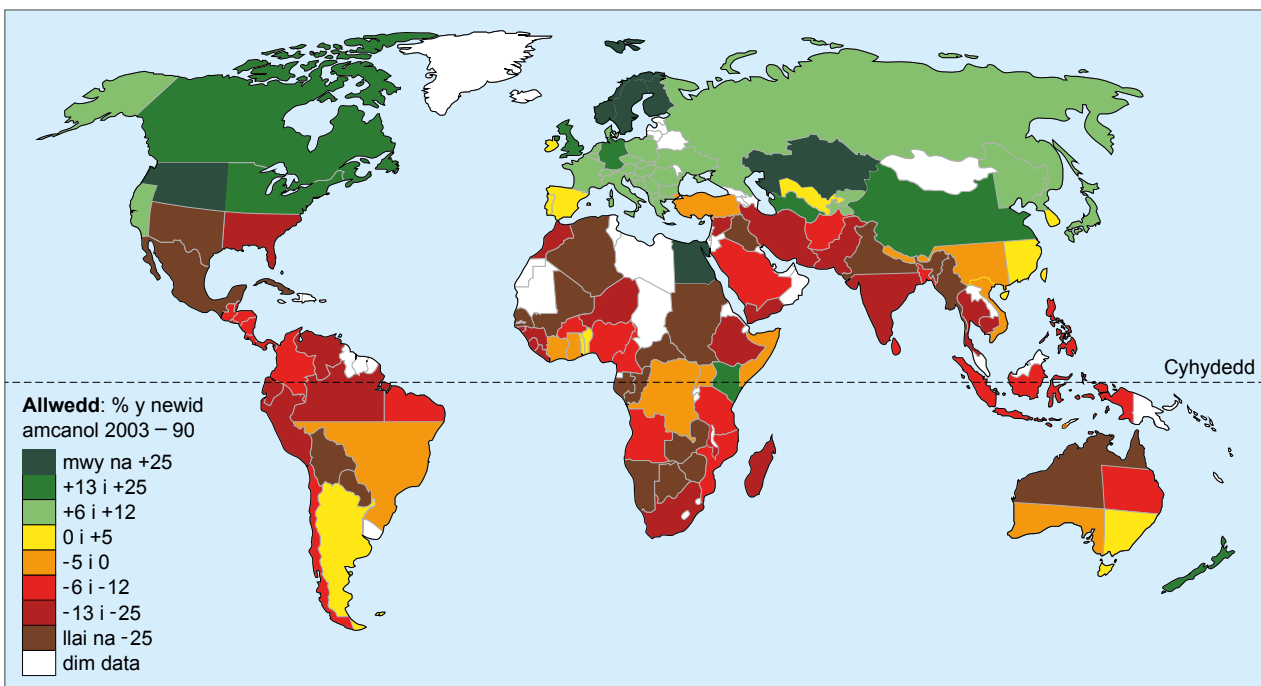 Cyhydedd
Allwedd: % y newid
amcanol 2003 – 90
mwy na +25
+13 i +25
+6 i +12
0 i +5
-5 i 0
-6 i -12
-13 i -25
llai na -25
dim data